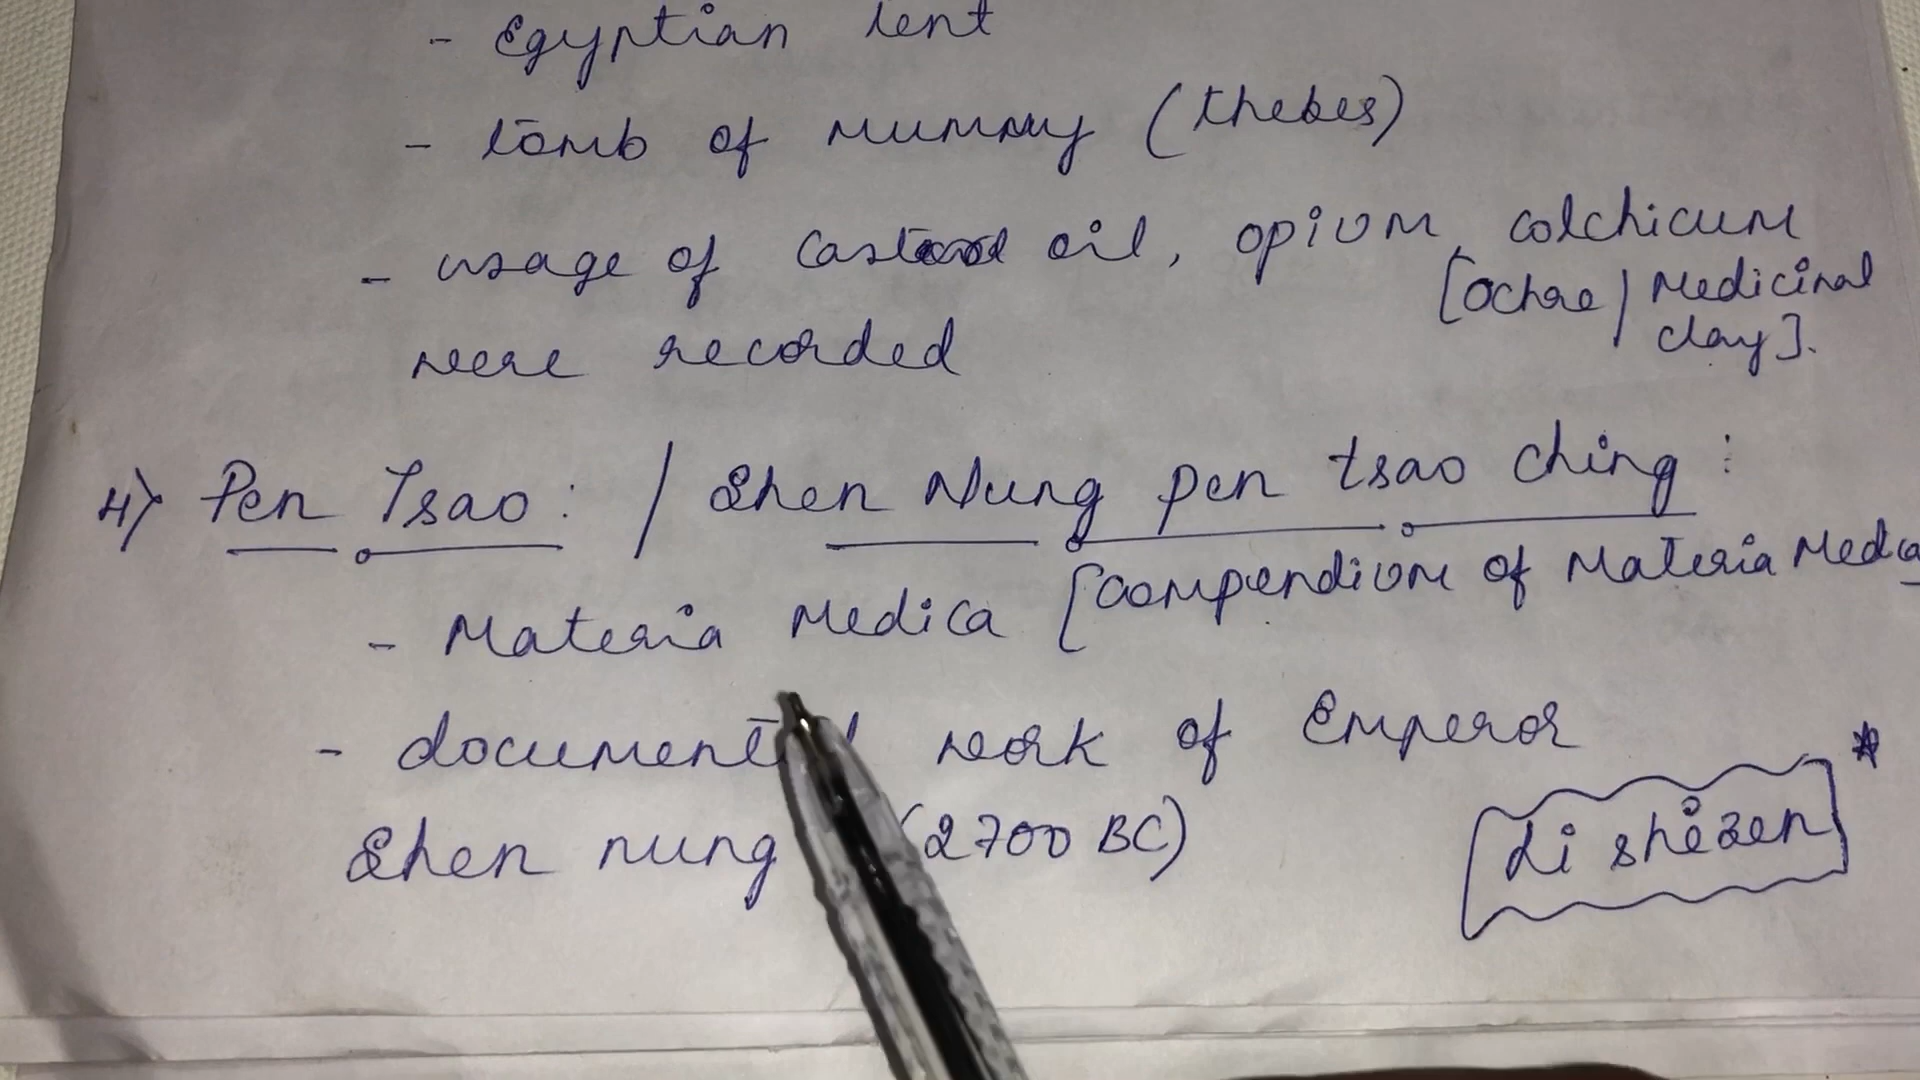 - Egyptian tent
- tomb of mummy (thebes)
- usage of castor oil, opium, colchicum
[Ochre / Medicinal
clay].
were recorded
4) Pen Tsao: / Shen Nung pen tsao ching:
- Materia Medica [Compendium of Materia Medica
- document work of Emperor
Shen nung (2700 BC)
Li shizen *